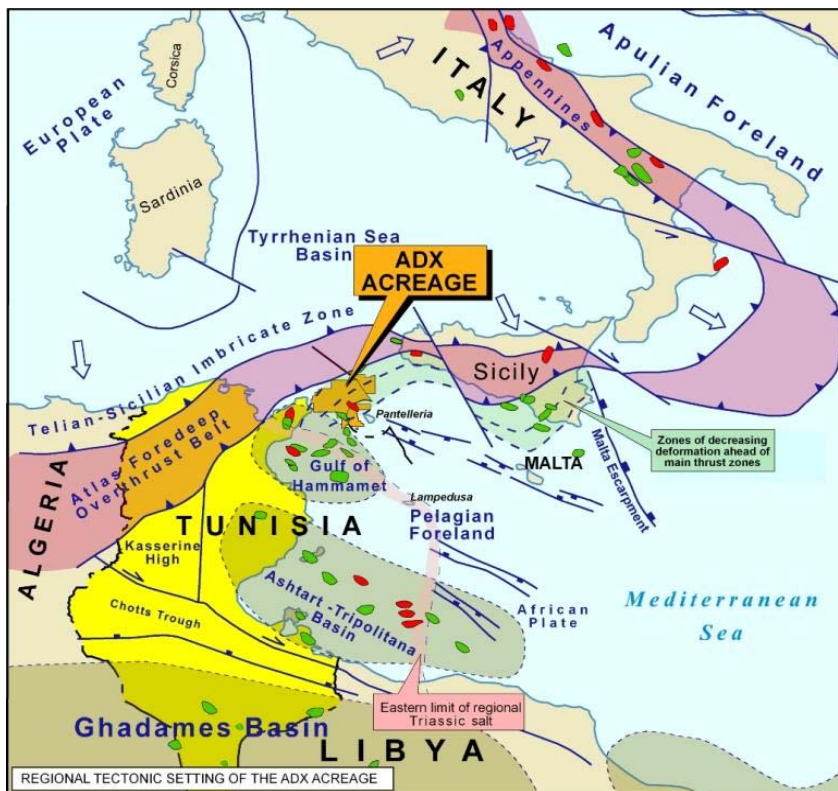 Corsica
European
Plate
Sardinia
ITALY
Appennines
Apulian Foreland
Tyrrhenian Sea
Basin
ADX
ACREAGE
Telian-Sicilian Imbricate Zone
Sicily
Pantelleria
Zones of decreasing
deformation ahead of
main thrust zones
Atlas Foredeep
Overthrust Belt
Gulf of
Hammamet
MALTA
Malta Escarpment
ALGERIA
TUNISIA
Lampedusa
Pelagian
Foreland
Kasserine
High
Chotts Trough
Ashtart-Tripolitana
Basin
African
Plate
Mediterranean
Sea
Eastern limit of regional
Triassic salt
Ghadames Basin
LIBYA
REGIONAL TECTONIC SETTING OF THE ADX ACREAGE